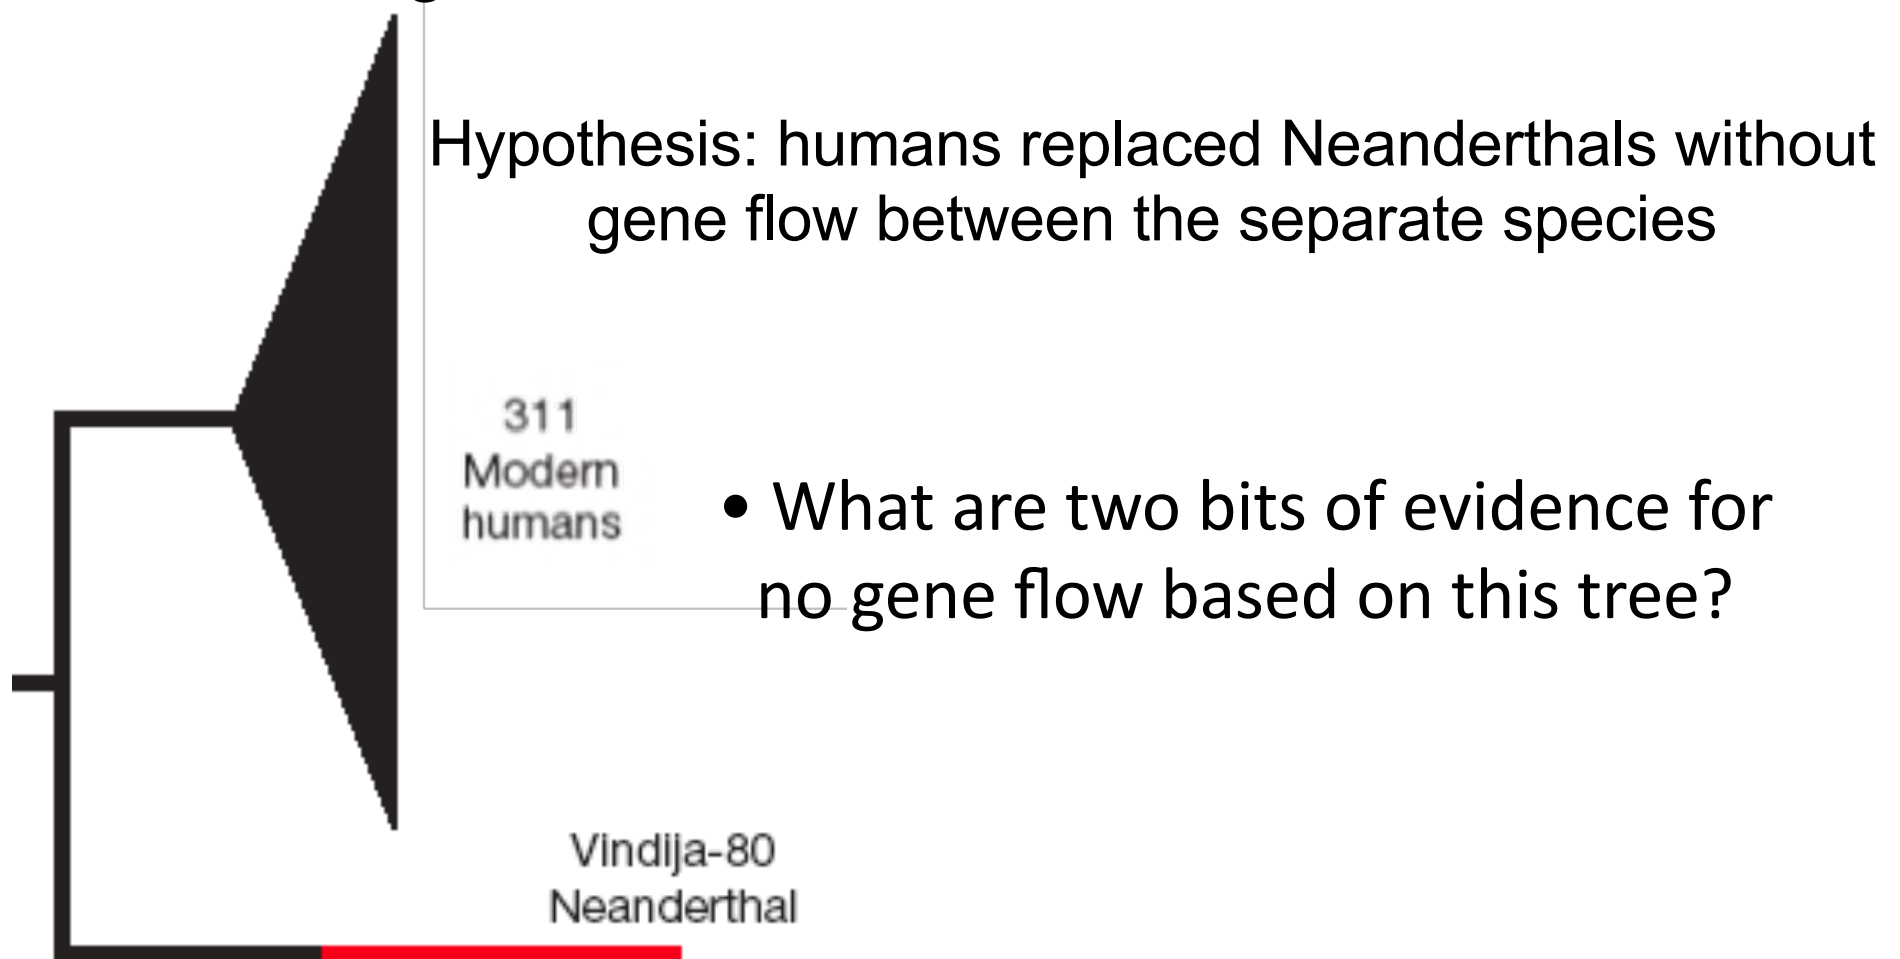 Hypothesis: humans replaced Neanderthals without
gene flow between the separate species
311
Modern
humans
• What are two bits of evidence for
no gene flow based on this tree?
Vindija-80
Neanderthal